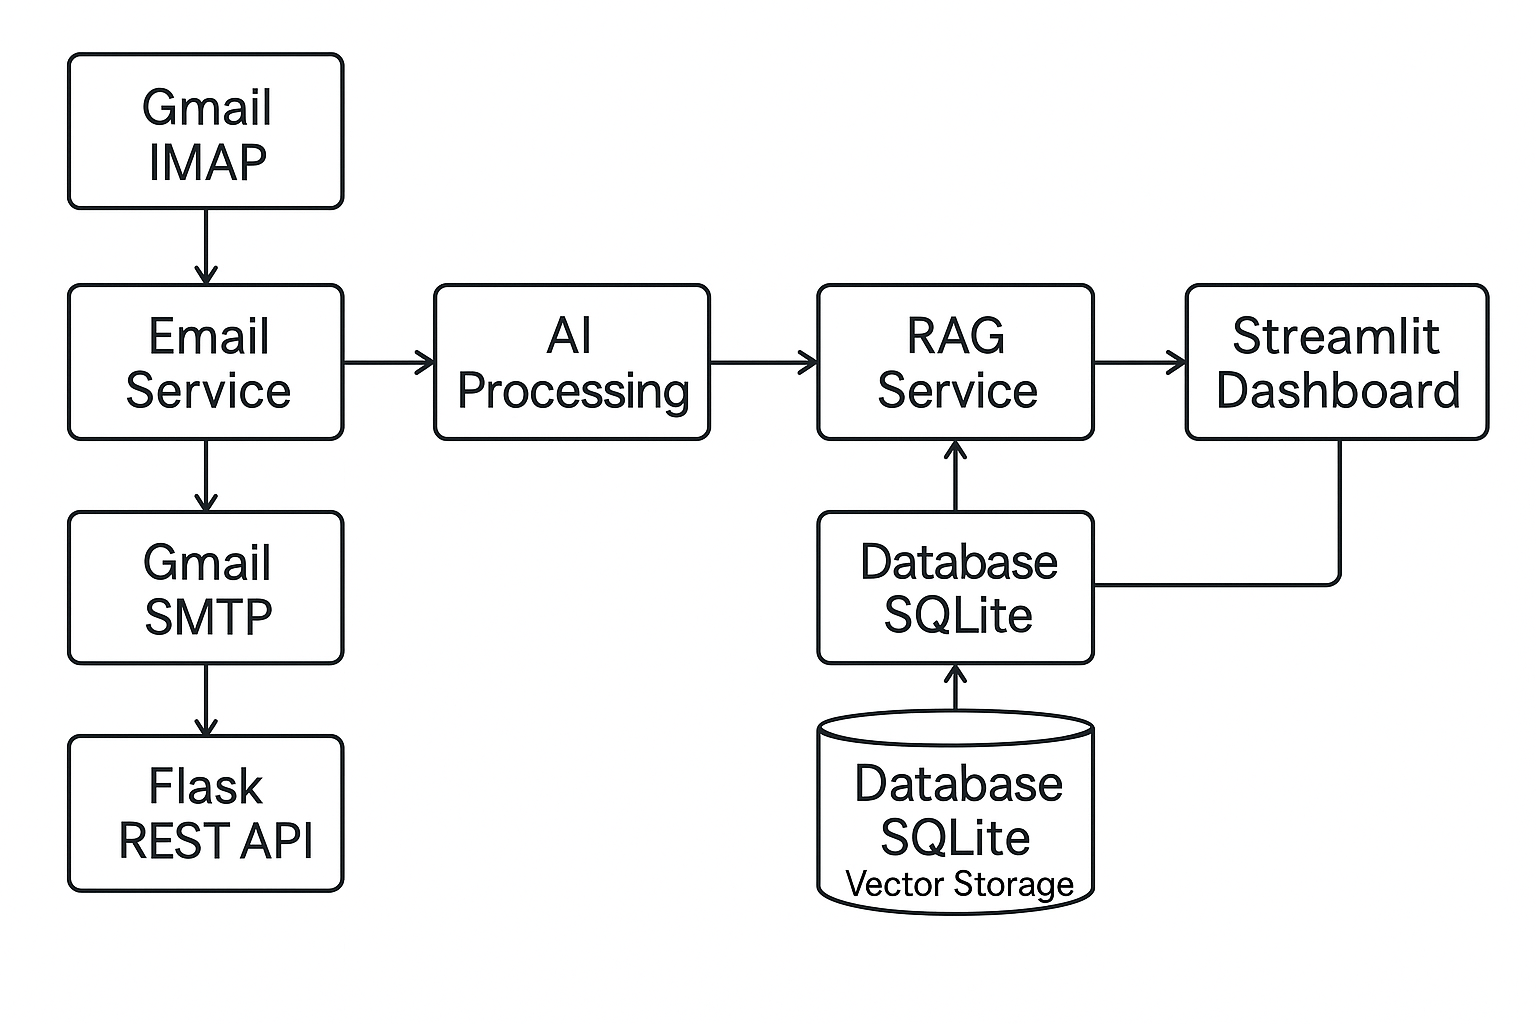 Gmail
IMAP
Email
Service
AI
Processing
RAG
Service
Streamlit
Dashboard
Gmail
SMTP
Database
SQLite
Flask
REST API
Database
SQLite
Vector Storage